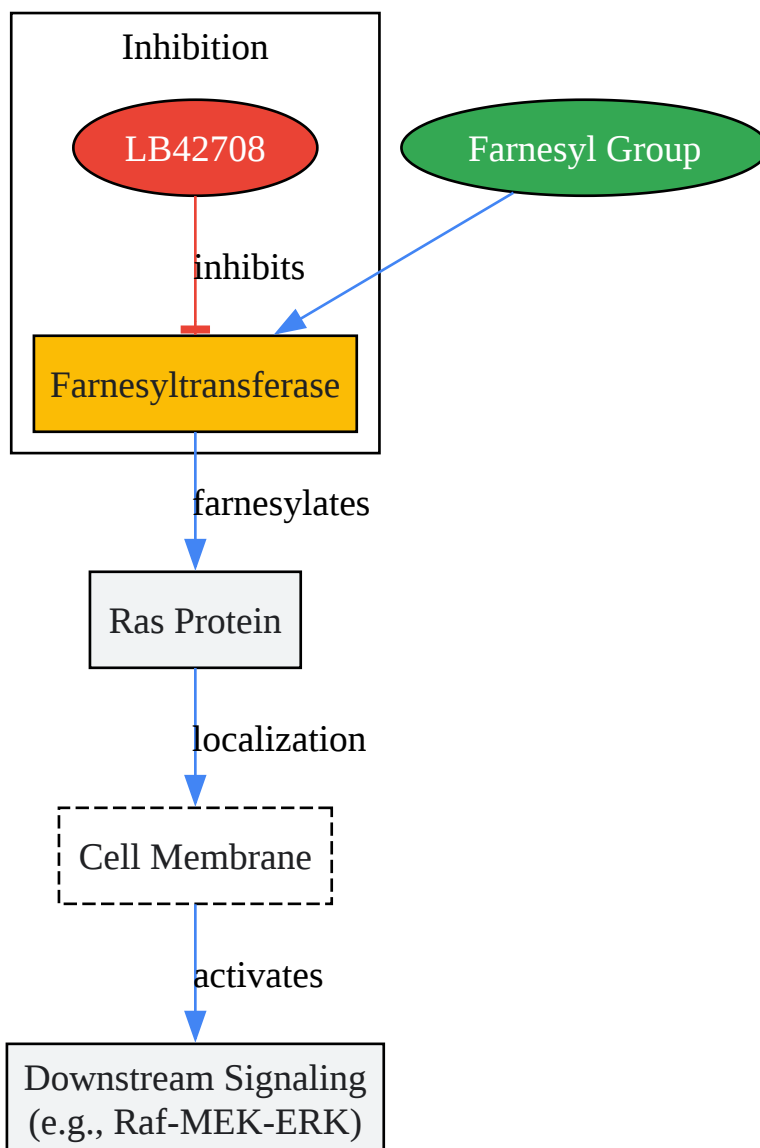 Inhibition
LB42708
Farnesyl Group
inhibits
Farnesyltransferase
farnesylates
Ras Protein
localization
Cell Membrane
activates
Downstream Signaling
(e.g., Raf-MEK-ERK)